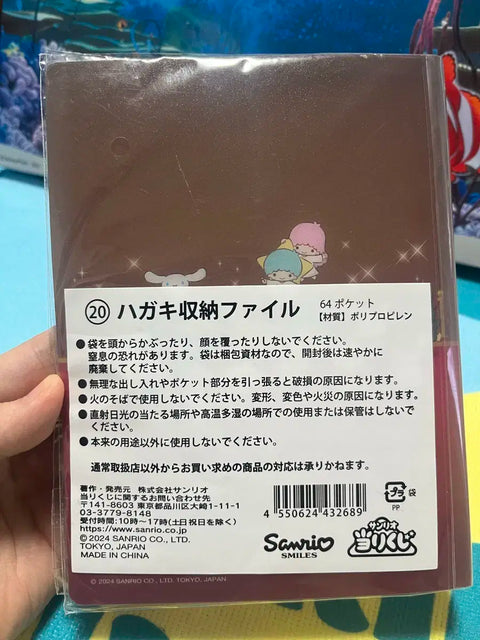 ⑳ ハガキ収納ファイル 64ポケット
【材質】ポリプロピレン
●袋を頭からかぶったり、顔を覆ったりしないでください。
窒息の恐れがあります。袋は梱包資材なので、開封後は速やかに
廃棄してください。
●無理な出し入れやポケット部分を引っ張ると破損の原因になります。
●火のそばで使用しないでください。変形、変色や火災の原因になります。
●直射日光の当たる場所や高温多湿の場所での使用または保管はしないで
ください。
●本来の用途以外に使用しないでください。
通常取扱店以外からお買い求めの商品の対応は承りかねます。
著作・発売元 株式会社サンリオ
当りくじに関するお問い合わせ先
〒141-8603 東京都品川区大崎1-11-1
03-3779-8148
受付時間:10時〜17時(土日祝日を除く)
https://www.sanrio.co.jp
© 2024 SANRIO CO., LTD.
TOKYO, JAPAN
MADE IN CHINA
4 550624 432689
プラ 袋
PP
Sanrio
SMILES
サンリオ
当りくじ
© 2024 SANRIO CO., LTD. TOKYO, JAPAN